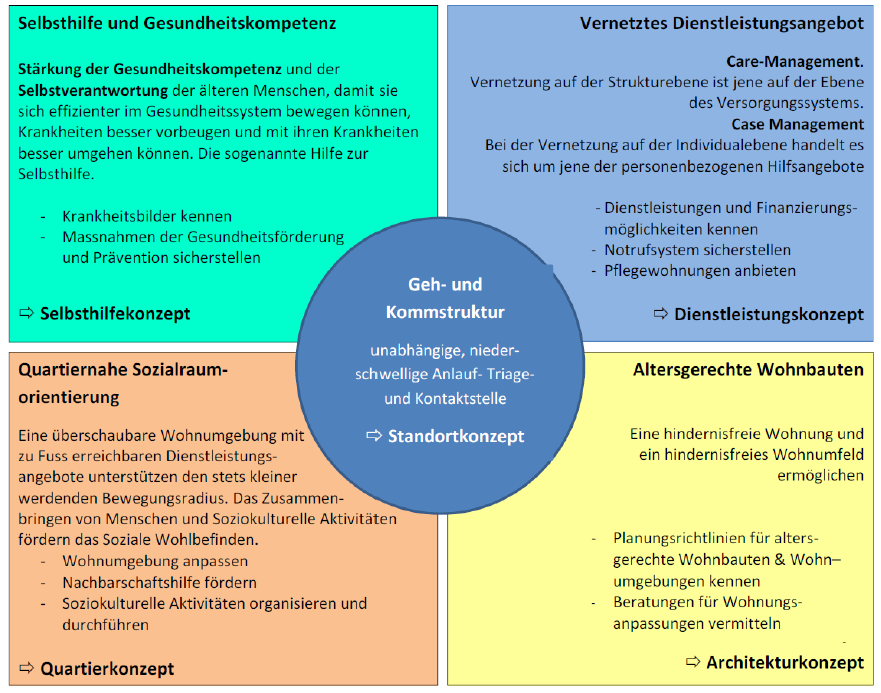 Selbsthilfe und Gesundheitskompetenz
Stärkung der Gesundheitskompetenz und der
Selbstverantwortung der älteren Menschen, damit sie
sich effizienter im Gesundheitssystem bewegen können,
Krankheiten besser vorbeugen und mit ihren Krankheiten
besser umgehen können. Die sogenannte Hilfe zur
Selbsthilfe.
- Krankheitsbilder kennen
- Massnahmen der Gesundheitsförderung
und Prävention sicherstellen
⇨ Selbsthilfekonzept
Vernetztes Dienstleistungsangebot
Care-Management.
Vernetzung auf der Strukturebene ist jene auf der Ebene
des Versorgungssystems.
Case Management
Bei der Vernetzung auf der Individualebene handelt es
sich um jene der personenbezogenen Hilfsangebote
- Dienstleistungen und Finanzierungs-
möglichkeiten kennen
- Notrufsystem sicherstellen
- Pflegewohnungen anbieten
⇨ Dienstleistungskonzept
Geh- und
Kommstruktur
unabhängige, nieder-
schwellige Anlauf- Triage-
und Kontaktstelle
⇨ Standortkonzept
Quartiernahe Sozialraum-
orientierung
Eine überschaubare Wohnumgebung mit
zu Fuss erreichbaren Dienstleistungs-
angebote unterstützen den stets kleiner
werdenden Bewegungsradius. Das Zusammen-
bringen von Menschen und Soziokulturelle Aktivitäten
fördern das Soziale Wohlbefinden.
- Wohnumgebung anpassen
- Nachbarschaftshilfe fördern
- Soziokulturelle Aktivitäten organisieren und
durchführen
⇨ Quartierkonzept
Altersgerechte Wohnbauten
Eine hindernisfreie Wohnung und
ein hindernisfreies Wohnumfeld
ermöglichen
- Planungsrichtlinien für alters-
gerechte Wohnbauten & Wohn–
umgebungen kennen
- Beratungen für Wohnungs-
anpassungen vermitteln
-
⇨ Architekturkonzept